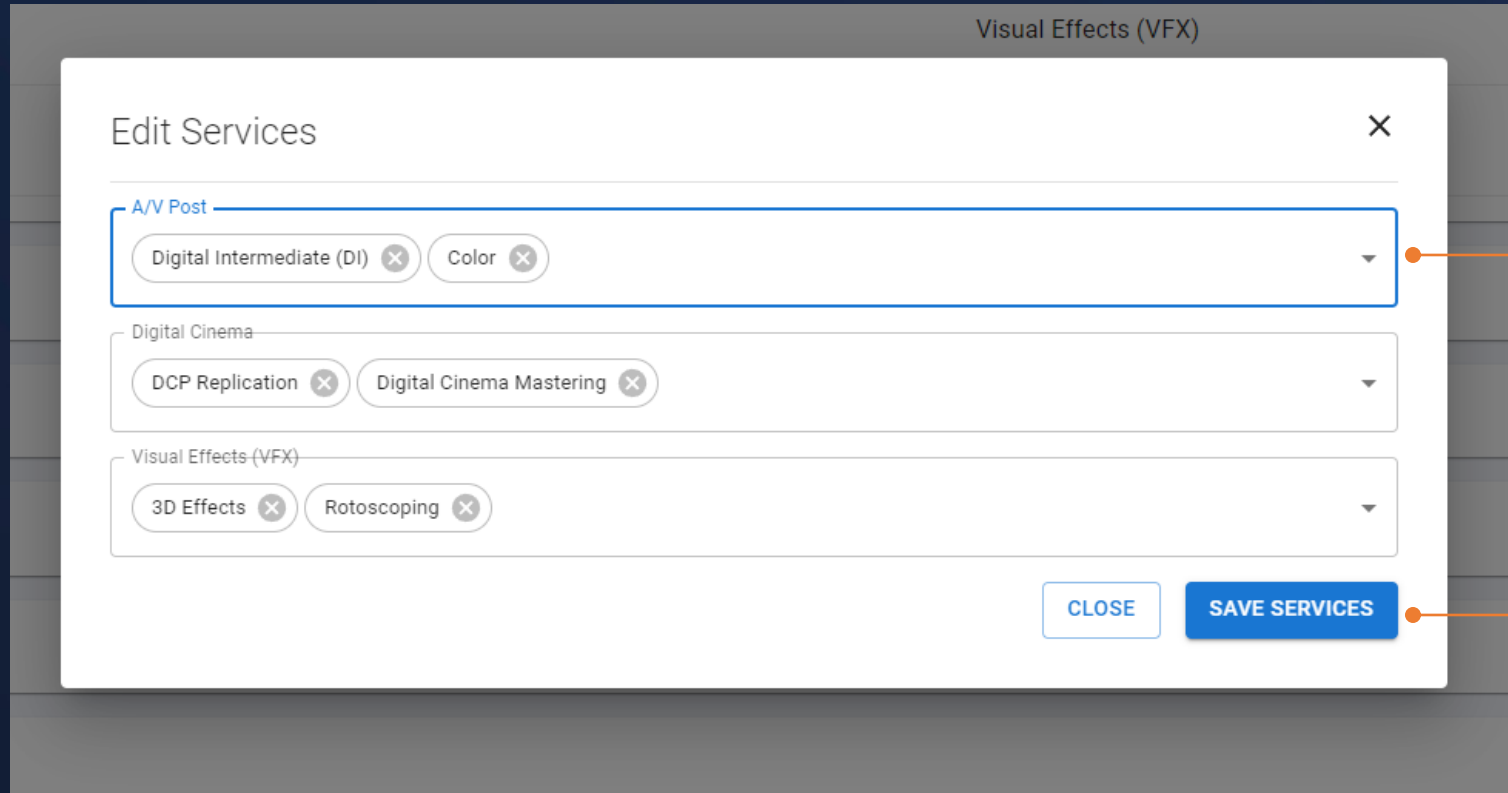 Visual Effects (VFX)
Edit Services
A/V Post
Digital Intermediate (DI) Color
Digital Cinema
DCP Replication Digital Cinema Mastering
Visual Effects (VFX)
3D Effects Rotoscoping
CLOSE SAVE SERVICES